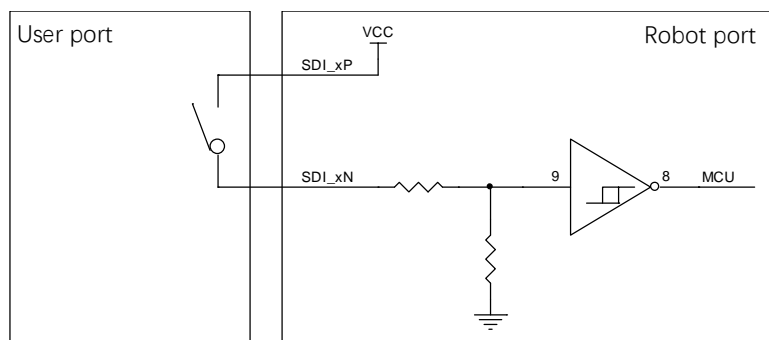 User port
Robot port
VCC
SDI_xP
SDI_xN
9
8
MCU